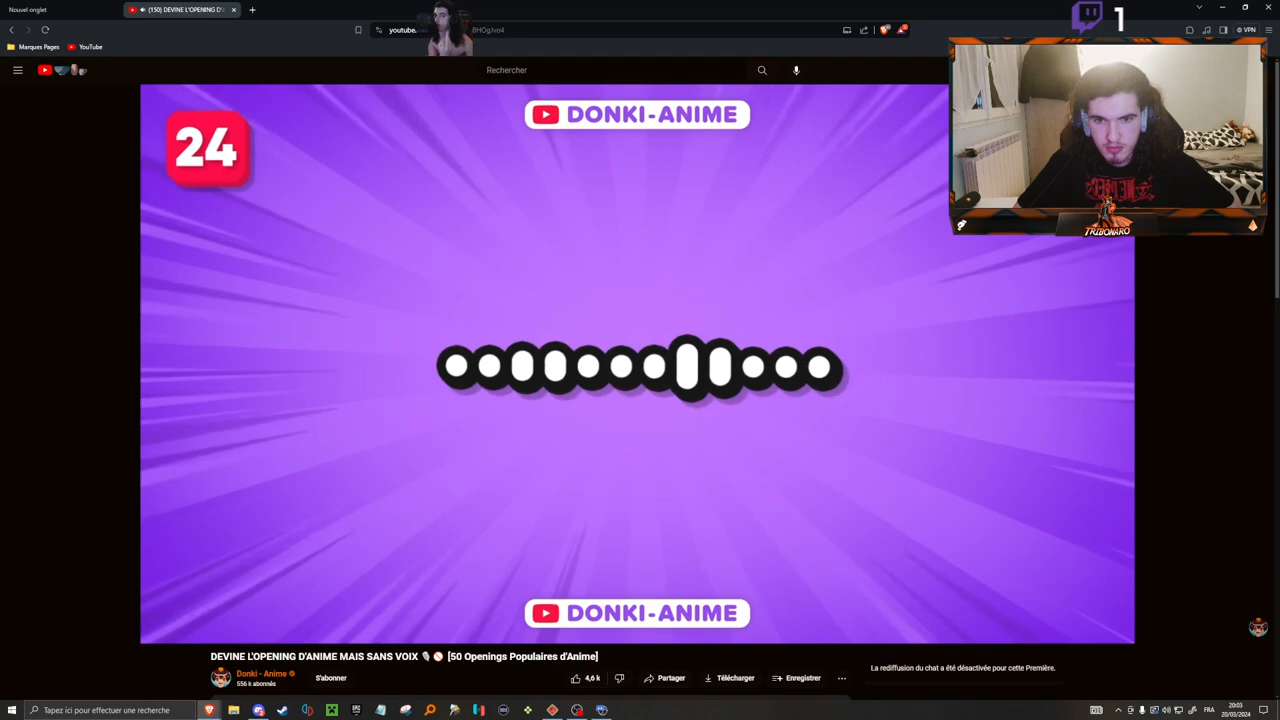 Nouvel onglet
(150) DEVINE L'OPENING D'
1
youtube.
3HOgJvo4
VPN
Marques Pages
YouTube
Rechercher
24
DONKI-ANIME
TRIBONARO
DONKI-ANIME
DEVINE L'OPENING D'ANIME MAIS SANS VOIX 🎙️🚫 [50 Openings Populaires d'Anime]
La rediffusion du chat a été désactivée pour cette Première.
Donki - Anime
556 k abonnés
S'abonner
4,6 k
Partager
Télécharger
Enregistrer
Tapez ici pour effectuer une recherche
FRA
20:03
20/03/2024